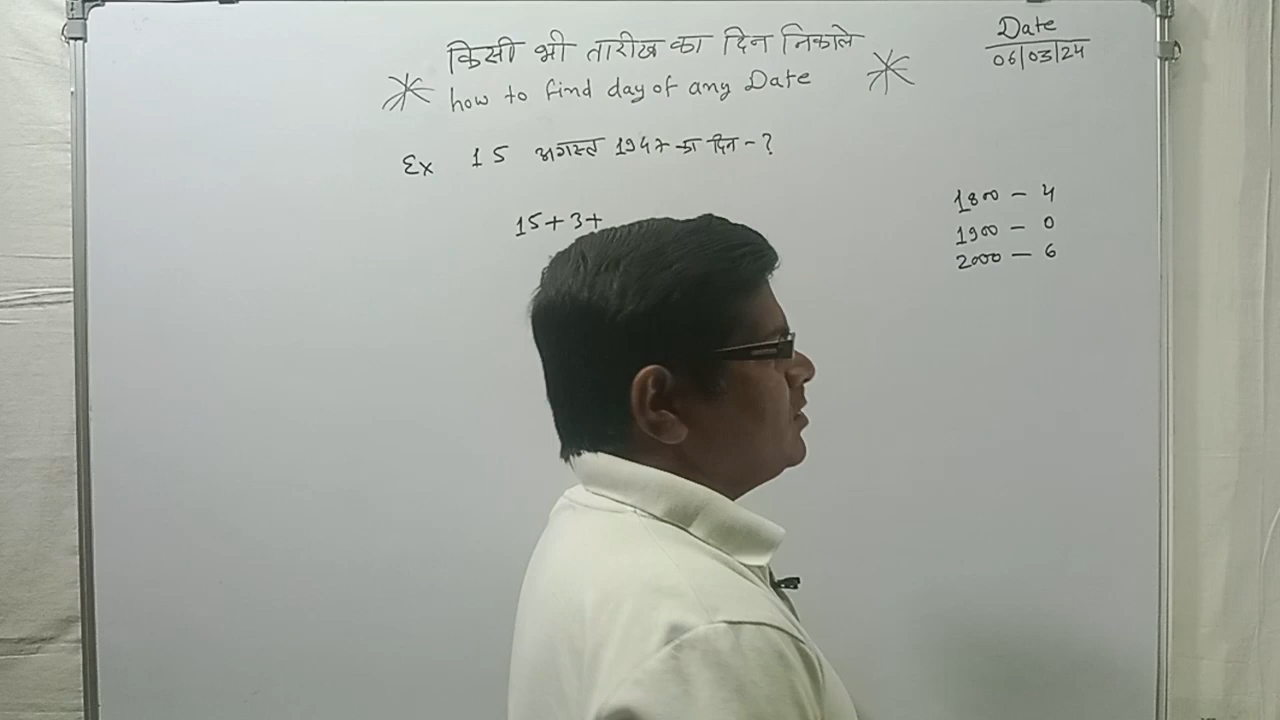 किसी भी तारीख का दिन निकाले
how to find day of any Date
Date
06/03/24
Ex 15 अगस्त 1947 का दिन - ?
15+3+
1800 - 4
1900 - 0
2000 - 6